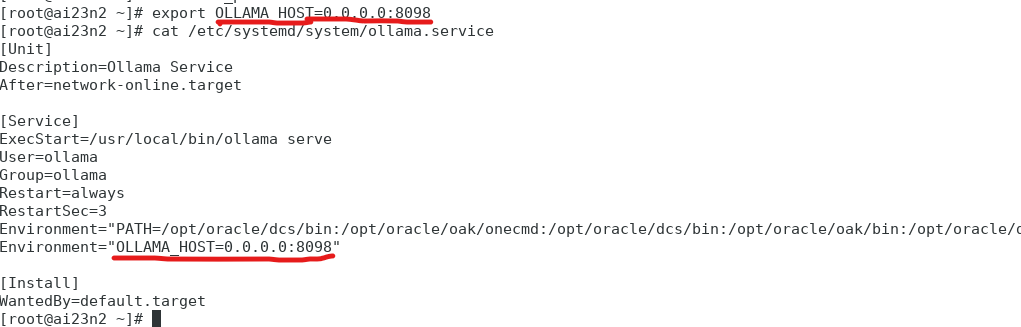 [root@ai23n2 ~]# export OLLAMA_HOST=0.0.0.0:8098
[root@ai23n2 ~]# cat /etc/systemd/system/ollama.service
[Unit]
Description=Ollama Service
After=network-online.target
[Service]
ExecStart=/usr/local/bin/ollama serve
User=ollama
Group=ollama
Restart=always
RestartSec=3
Environment="PATH=/opt/oracle/dcs/bin:/opt/oracle/oak/onecmd:/opt/oracle/dcs/bin:/opt/oracle/oak/bin:/opt/oracle/
Environment="OLLAMA_HOST=0.0.0.0:8098"
[Install]
WantedBy=default.target
[root@ai23n2 ~]#